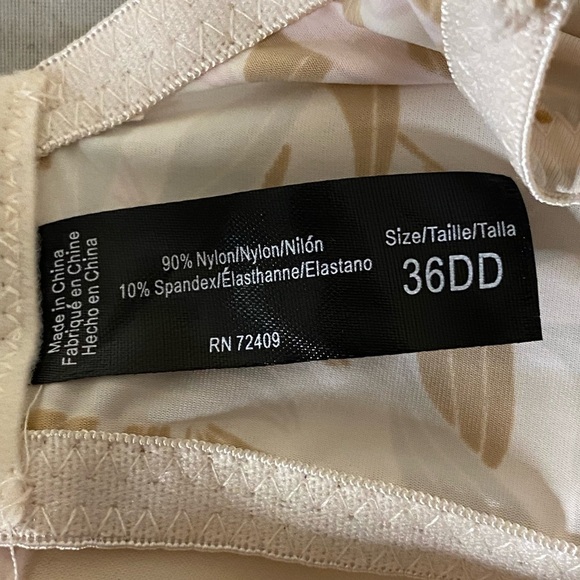 Made in China
Fabriqué en Chine
Hecho en China
90% Nylon/Nylon/Nilón
10% Spandex/Élasthanne/Elastano
RN 72409
Size/Taille/Talla
36DD